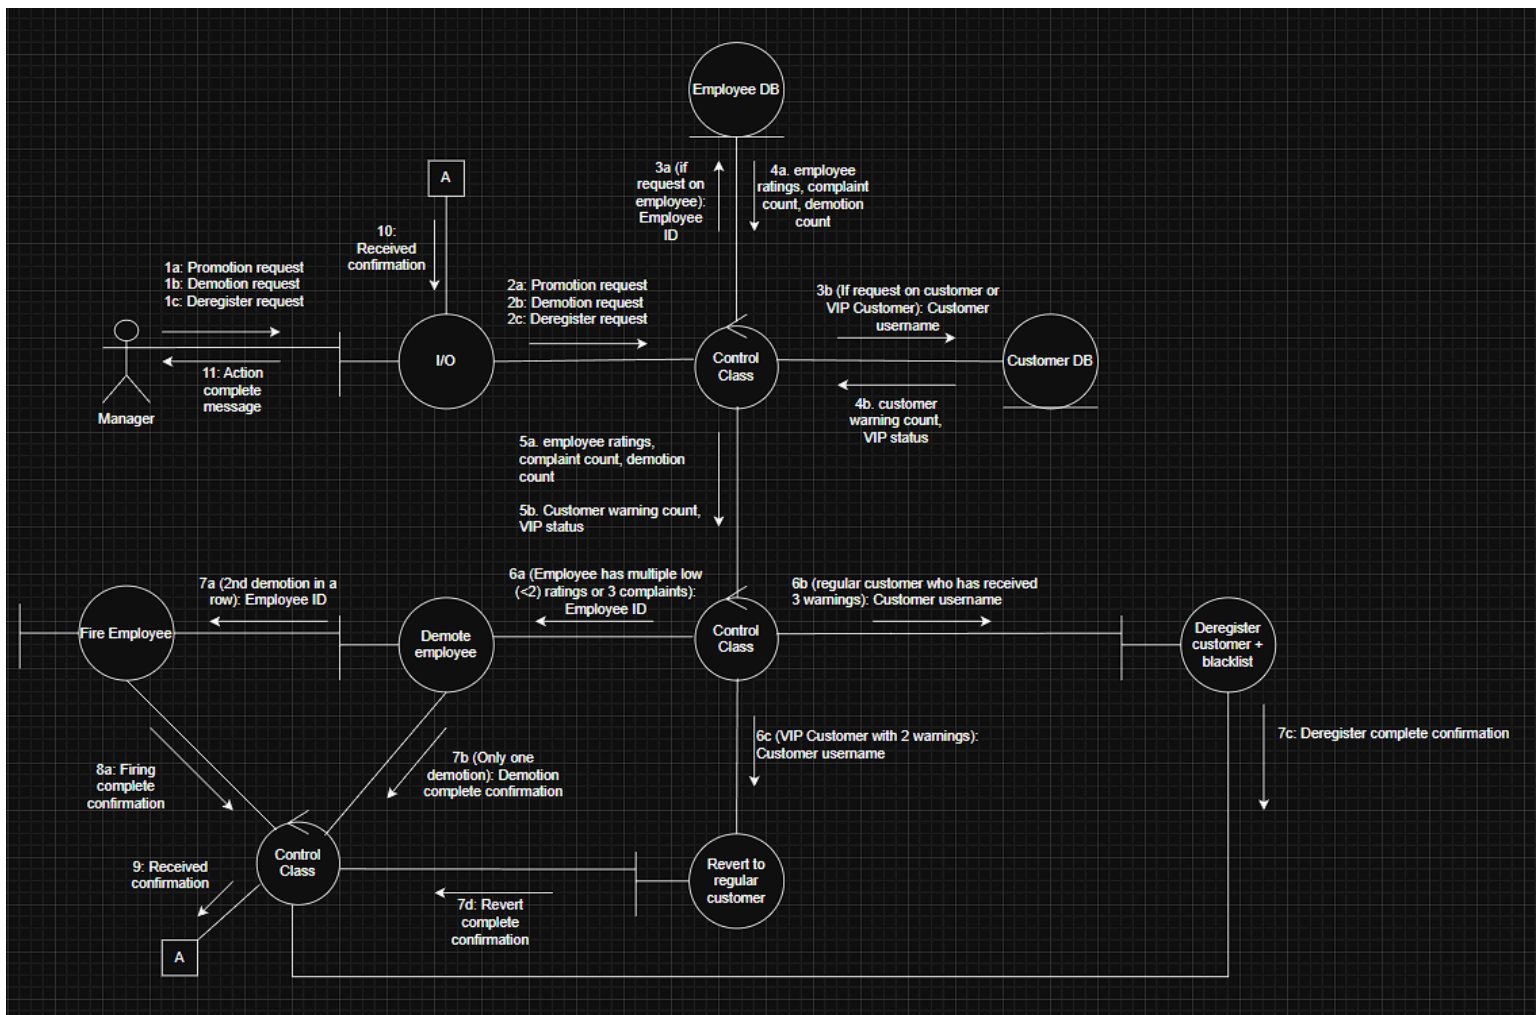 Employee DB
3a (if
request on
employee):
Employee
ID
4a. employee
ratings, complaint
count, demotion
count
A
10:
Received
confirmation
1a: Promotion request
1b: Demotion request
1c: Deregister request
2a: Promotion request
2b: Demotion request
2c: Deregister request
3b (If request on customer or
VIP Customer): Customer
username
I/O
Control
Class
Customer DB
11: Action
complete
message
Manager
4b. customer
warning count,
VIP status
5a. employee ratings,
complaint count, demotion
count
5b. Customer warning count,
VIP status
7a (2nd demotion in a
row): Employee ID
6a (Employee has multiple low
(<2) ratings or 3 complaints):
Employee ID
6b (regular customer who has received
3 warnings): Customer username
Fire Employee
Demote
employee
Control
Class
Deregister
customer +
blacklist
6c (VIP Customer with 2 warnings):
Customer username
7c: Deregister complete confirmation
8a: Firing
complete
confirmation
7b (Only one
demotion): Demotion
complete confirmation
9: Received
confirmation
Control
Class
Revert to
regular
customer
7d: Revert
complete
confirmation
A